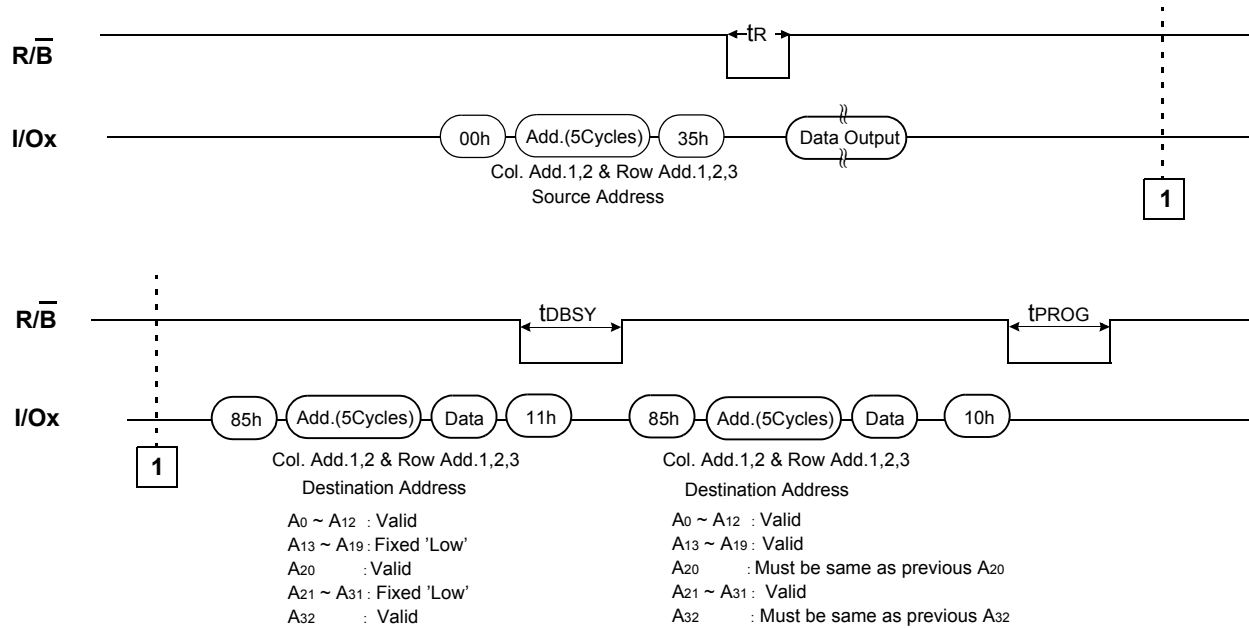 R/B
tR
I/Ox
00h
Add.(5Cycles)
35h
Data Output
Col. Add.1,2 & Row Add.1,2,3
Source Address
1
R/B
tDBSY
tPROG
I/Ox
85h
Add.(5Cycles)
Data
11h
85h
Add.(5Cycles)
Data
10h
1
Col. Add.1,2 & Row Add.1,2,3
Destination Address
A0 ~ A12 : Valid
A13 ~ A19 : Fixed 'Low'
A20 : Valid
A21 ~ A31 : Fixed 'Low'
A32 : Valid
Col. Add.1,2 & Row Add.1,2,3
Destination Address
A0 ~ A12 : Valid
A13 ~ A19 : Valid
A20 : Must be same as previous A20
A21 ~ A31 : Valid
A32 : Must be same as previous A32